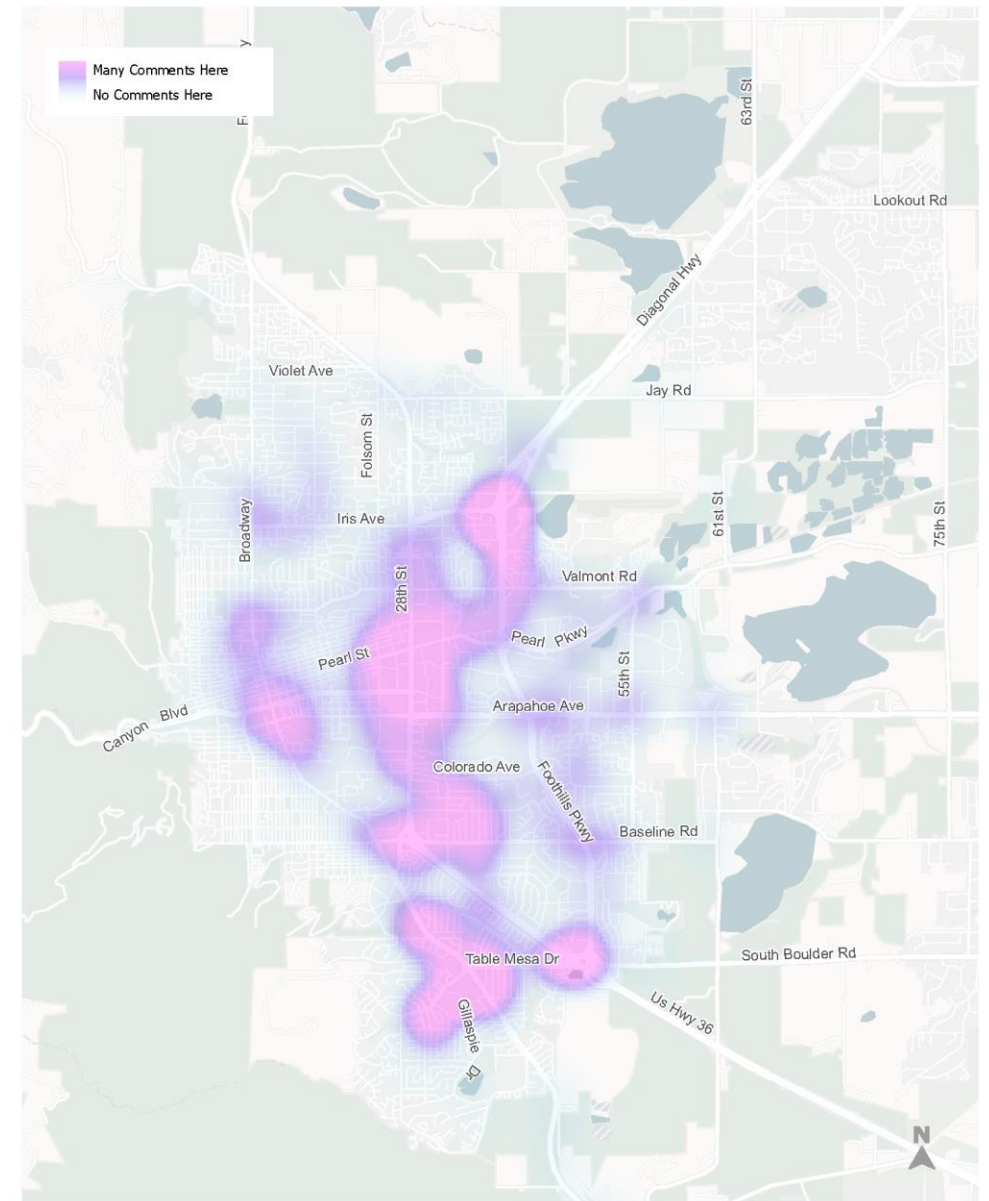 Many Comments Here
No Comments Here
63rd St
Lookout Rd
Diagonal Hwy
Violet Ave
Jay Rd
Folsom St
Broadway
Iris Ave
61st St
75th St
28th St
Valmont Rd
Pearl Pkwy
Pearl St
55th St
Arapahoe Ave
Canyon Blvd
Colorado Ave
Foothills Pkwy
Baseline Rd
Table Mesa Dr
South Boulder Rd
Us Hwy 36
Gillaspie Dr
N